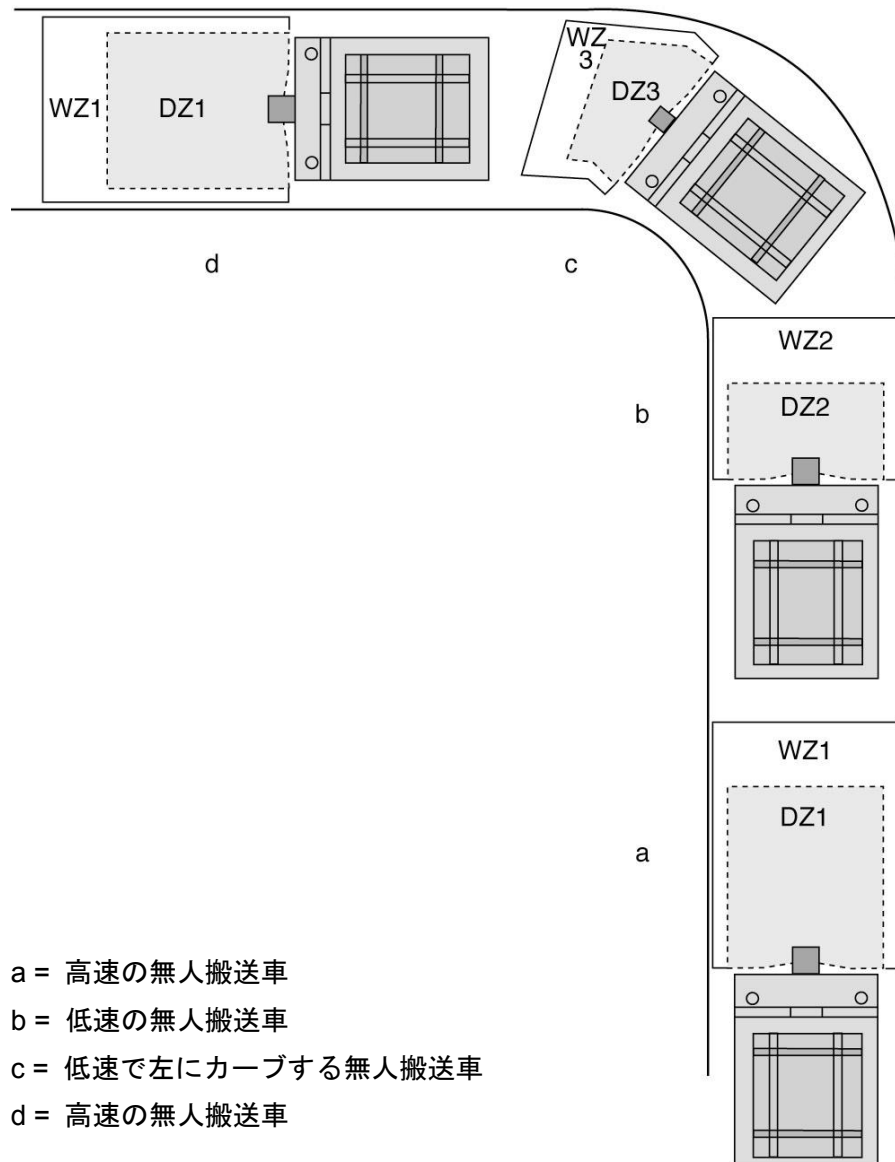 WZ1
DZ1
WZ
3
DZ3
d
c
WZ2
DZ2
b
WZ1
DZ1
a
a = 高速の無人搬送車
b = 低速の無人搬送車
c = 低速で左にカーブする無人搬送車
d = 高速の無人搬送車